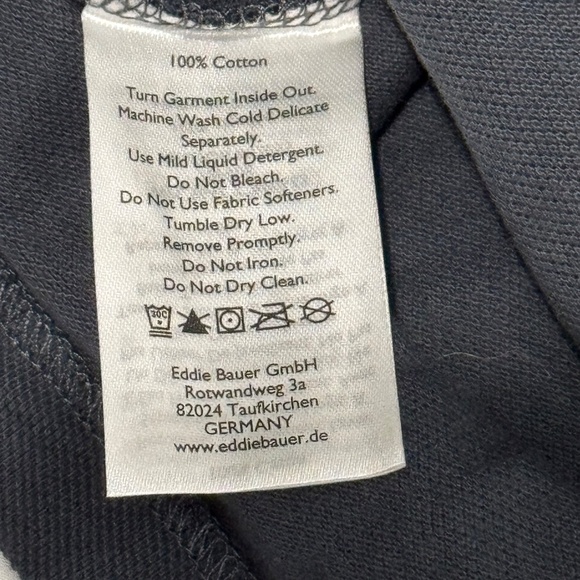 100% Cotton
Turn Garment Inside Out.
Machine Wash Cold Delicate
Separately.
Use Mild Liquid Detergent.
Do Not Bleach.
Do Not Use Fabric Softeners.
Tumble Dry Low.
Remove Promptly.
Do Not Iron.
Do Not Dry Clean.
30C
Eddie Bauer GmbH
Rotwandweg 3a
82024 Taufkirchen
GERMANY
www.eddiebauer.de